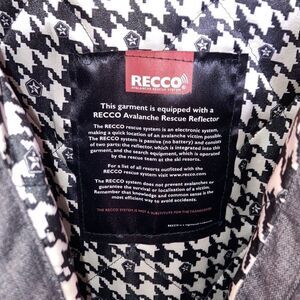 RECCO
AVALANCHE RESCUE SYSTEM
This garment is equipped with a
RECCO Avalanche Rescue Reflector
The RECCO rescue system is an electronic system,
making a quick location of an avalanche victim possible.
The RECCO system is passive (no battery) and consists
of two parts: the reflector, which is integrated into this
garment, and the search equipment, which is operated
by the rescue team at the ski resorts.
For a list of all resorts outfitted with the
RECCO rescue system visit www.recco.com
The RECCO system does not prevent avalanches or
guarantee the survival or localisation of a victim.
Remember that knowledge and common sense is the
most efficient way to avoid an accident.
THE RECCO SYSTEM IS NOT A SUBSTITUTE FOR THE TRANSCEIVER
RECCO is a registered